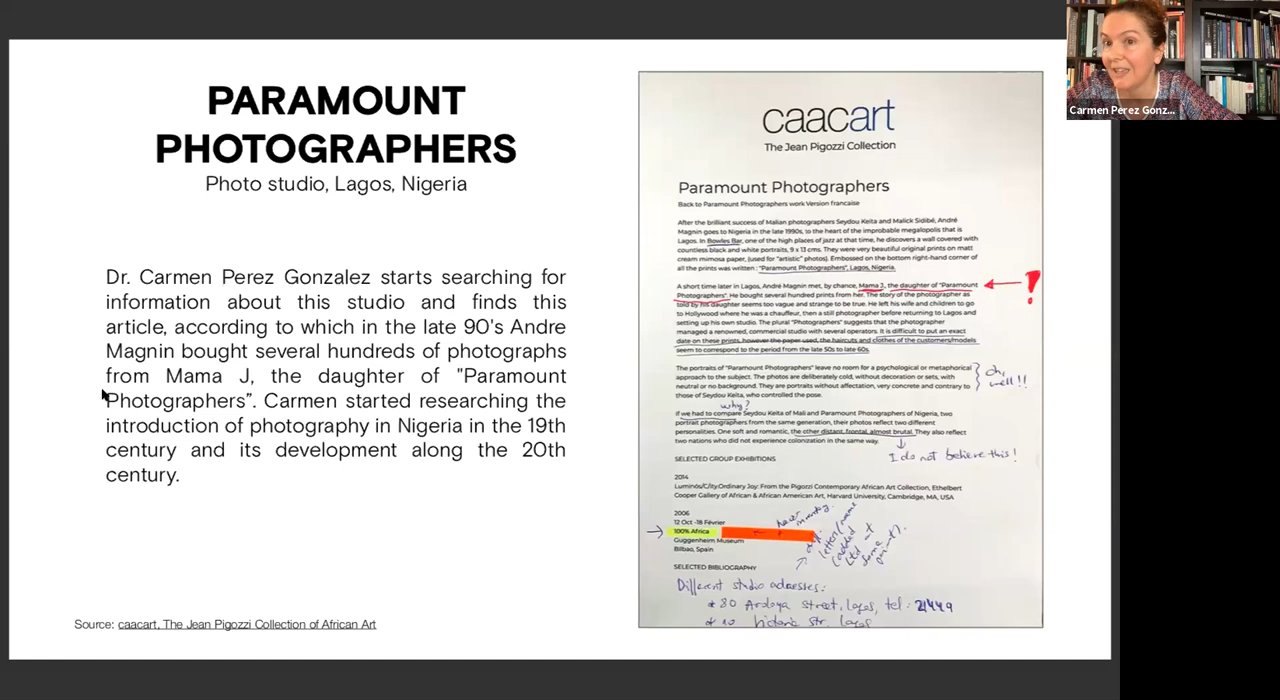 PARAMOUNT
PHOTOGRAPHERS
Photo studio, Lagos, Nigeria
Dr. Carmen Perez Gonzalez starts searching for
information about this studio and finds this
article, according to which in the late 90's Andre
Magnin bought several hundreds of photographs
from Mama J, the daughter of "Paramount
Photographers". Carmen started researching the
introduction of photography in Nigeria in the 19th
century and its development along the 20th
century.
Source: caacart, The Jean Pigozzi Collection of African Art
caacart
The Jean Pigozzi Collection
Paramount Photographers
Back to Paramount Photographers work Version francaise
After the brilliant success of Malian photographers Seydou Keita and Malick Sidibé, André
Magnin goes to Nigeria in the late 1990s, to the heart of the improbable megalopolis that is
Lagos. In Bowles Bar, one of the high places of jazz at that time, he discovers a wall covered with
countless black and white portraits, 9 x 13 cms. They were very beautiful original prints on matt
cream mimosa paper, (used for "artistic" photos). Embossed on the bottom right-hand corner of
all the prints was written : "Paramount Photographers", Lagos, Nigeria.
A short time later in Lagos, André Magnin met, by chance, Mama J, the daughter of "Paramount
Photographers". He bought several hundred prints from her. The story of the photographer as
told by his daughter seems too vague and strange to be true. He left his wife and children to go
to Hollywood where he was a chauffeur, then a still photographer before returning to Lagos and
setting up his own studio. The plural "Photographers" suggests that the photographer
managed a renowned, commercial studio with several operators. It is difficult to put an exact
date on these prints, however the paper used, the haircuts and clothes of the customers/models
seem to correspond to the period from the late 50s to late 60s.
!
The portraits of "Paramount Photographers" leave no room for a psychological or metaphorical
approach to the subject. The photos are deliberately cold, without decoration or sets, with
neutral or no background. They are portraits without affectation, very concrete and contrary to
those of Seydou Keita, who controlled the pose.
oh,
well!!
why?
If we had to compare Seydou Keita of Mali and Paramount Photographers of Nigeria, two
portrait photographers from the same generation, their photos reflect two different
personalities. One soft and romantic, the other distant, frontal, almost brutal. They also reflect
two nations who did not experience colonization in the same way.
I do not believe this!
SELECTED GROUP EXHIBITIONS
2014
Luminós/C/ity.Ordinary Joy: From the Pigozzi Contemporary African Art Collection, Ethelbert
Cooper Gallery of African & African American Art, Harvard University, Cambridge, MA, USA
2006
12 Oct -18 Février
100% Africa
Guggenheim Museum
Bilbao, Spain
letter/name
(added
Ltd at
some
point).
SELECTED BIBLIOGRAPHY
Different studio adresses:
* 80 street, Lagos, tel: 21449
* 10 str. Lagos
Carmen Perez Gonz...